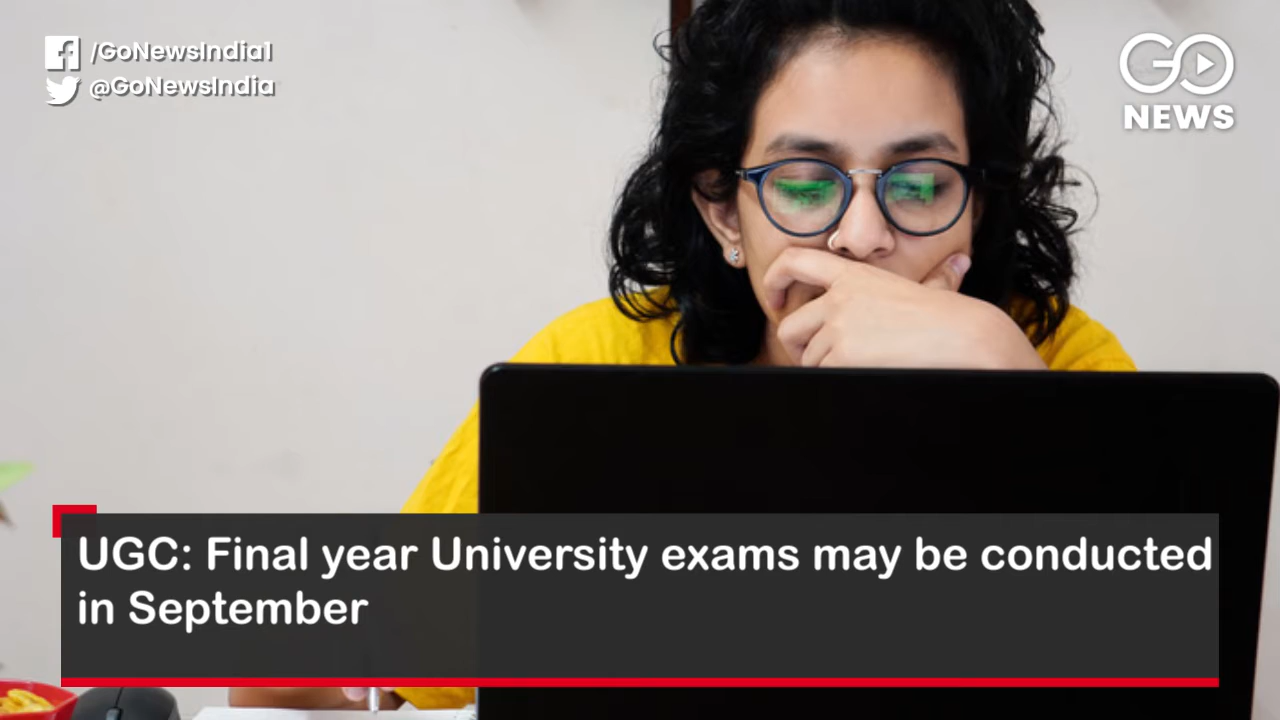 /GoNewsIndia1
@GoNewsIndia
GO
NEWS
UGC: Final year University exams may be conducted
in September